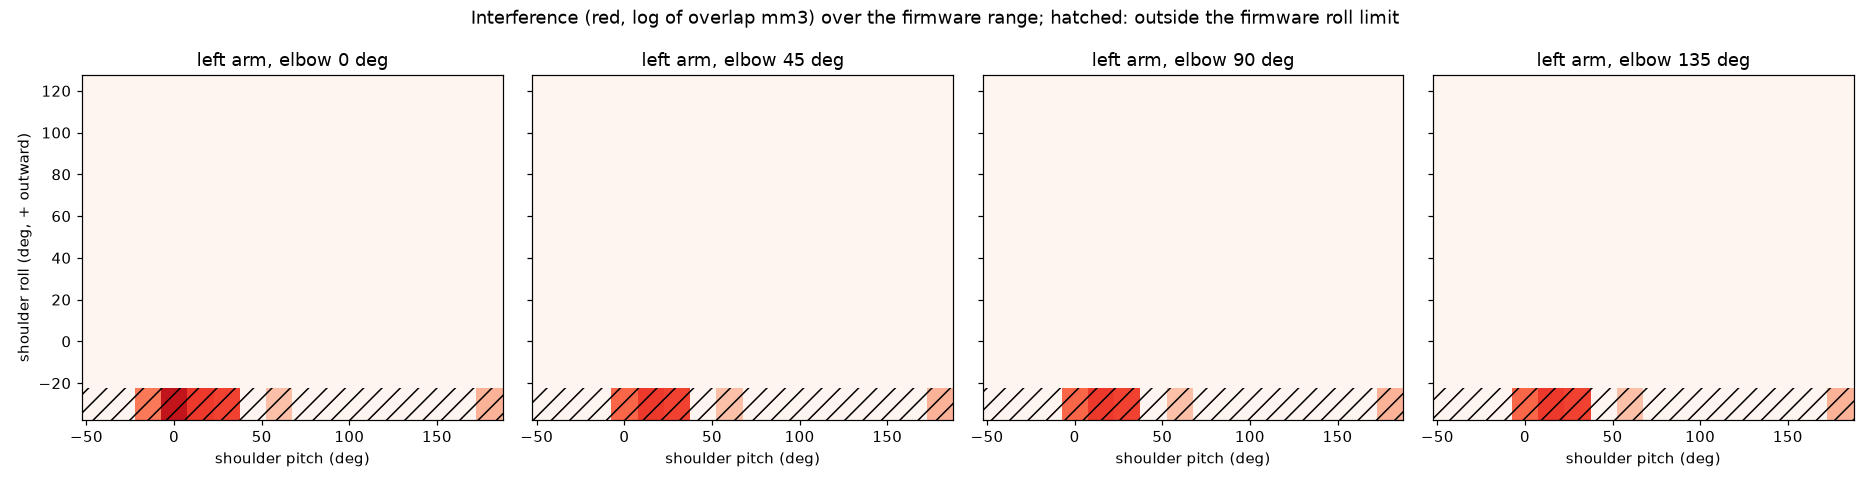 Interference (red, log of overlap mm3) over the firmware range; hatched: outside the firmware roll limit
left arm, elbow 0 deg
left arm, elbow 45 deg
left arm, elbow 90 deg
left arm, elbow 135 deg
shoulder roll (deg, + outward)
120
100
80
60
40
20
0
−20
−50 0 50 100 150
−50 0 50 100 150
−50 0 50 100 150
−50 0 50 100 150
shoulder pitch (deg)
shoulder pitch (deg)
shoulder pitch (deg)
shoulder pitch (deg)